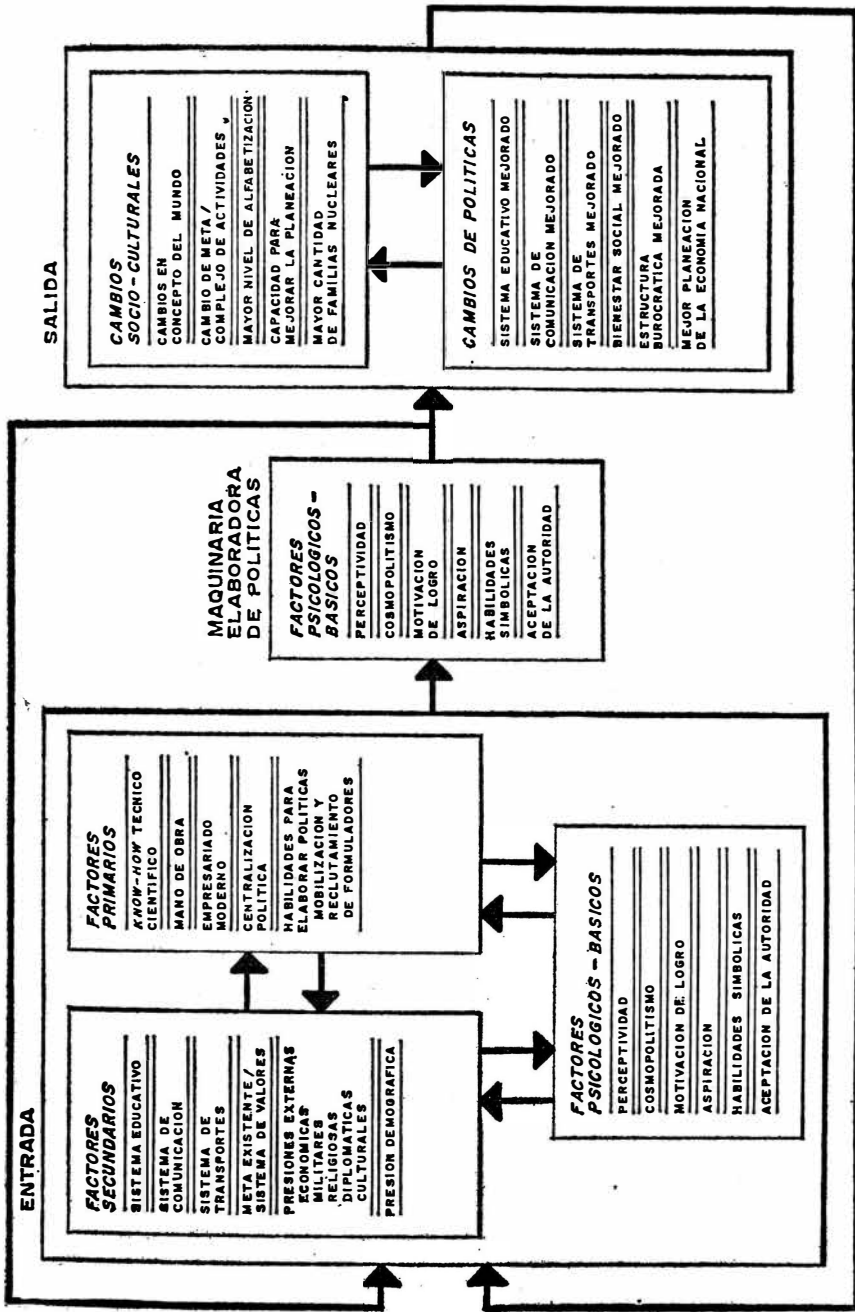 ENTRADA
FACTORES
SECUNDARIOS
SISTEMA EDUCATIVO
SISTEMA DE
COMUNICACION
SISTEMA DE
TRANSPORTES
META EXISTENTE/
SISTEMA DE VALORES
PRESIONES EXTERNAS
ECONOMICAS
MILITARES
RELIGIOSAS
DIPLOMATICAS
CULTURALES
PRESION DEMOGRAFICA
FACTORES
PRIMARIOS
KNOW-HOW TECNICO
CIENTIFICO
MANO DE OBRA
EMPRESARIADO
MODERNO
CENTRALIZACION
POLITICA
HABILIDADES PARA
ELABORAR POLITICAS
MOBILIZACION Y
RECLUTAMIENTO
DE FORMULADORES
FACTORES
PSICOLOGICOS - BASICOS
PERCEPTIVIDAD
COSMOPOLITISMO
MOTIVACION DE LOGRO
ASPIRACION
HABILIDADES SIMBOLICAS
ACEPTACION DE LA AUTORIDAD
MAQUINARIA
ELABORADORA
DE POLITICAS
FACTORES
PSICOLOGICOS -
BASICOS
PERCEPTIVIDAD
COSMOPOLITISMO
MOTIVACION
DE LOGRO
ASPIRACION
HABILIDADES
SIMBOLICAS
ACEPTACION
DE LA AUTORIDAD
SALIDA
CAMBIOS
SOCIO-CULTURALES
CAMBIOS EN
CONCEPTO DEL MUNDO
CAMBIO DE META/
COMPLEJO DE ACTIVIDADES
MAYOR NIVEL DE ALFABETIZACION
CAPACIDAD PARA
MEJORAR LA PLANEACION
MAYOR CANTIDAD
DE FAMILIAS NUCLEARES
CAMBIOS DE POLITICAS
SISTEMA EDUCATIVO MEJORADO
SISTEMA DE
COMUNICACION MEJORADO
SISTEMA DE
TRANSPORTES MEJORADO
BIENESTAR SOCIAL MEJORADO
ESTRUCTURA
BUROCRATICA MEJORADA
MEJOR PLANEACION
DE LA ECONOMIA NACIONAL